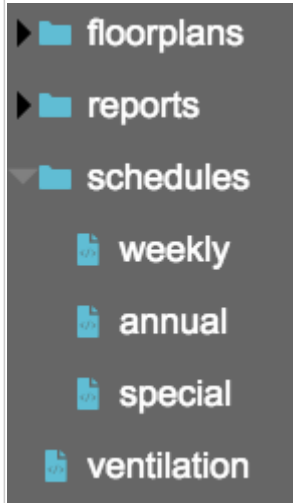 floorplans
reports
schedules
weekly
annual
special
ventilation